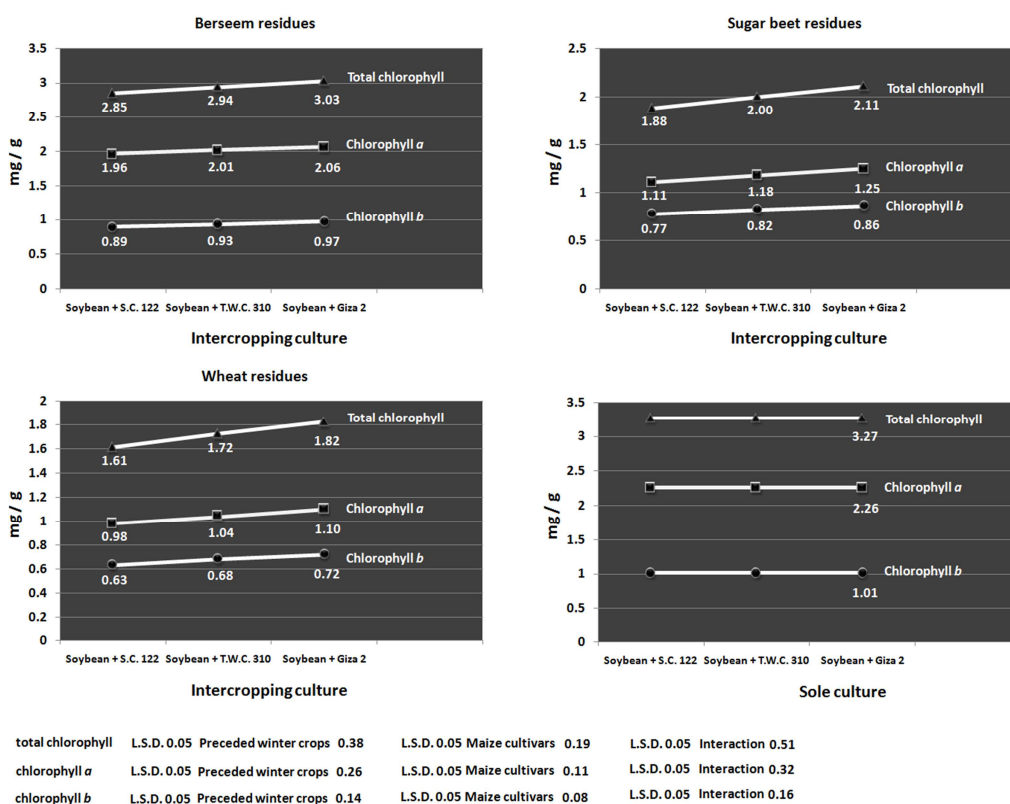 Berseem residues
3.5
3
2.5
2
1.5
1
0.5
0
mg/ g
Total chlorophyll
2.85 2.94 3.03
Chlorophyll a
1.96 2.01 2.06
Chlorophyll b
0.89 0.93 0.97
Soybean + S.C. 122 Soybean + T.W.C. 310 Soybean + Giza 2
Intercropping culture
Sugar beet residues
2.5
2
1.5
1
0.5
0
mg/ g
Total chlorophyll
1.88 2.00 2.11
Chlorophyll a
1.11 1.18 1.25
Chlorophyll b
0.77 0.82 0.86
Soybean + S.C. 122 Soybean + T.W.C. 310 Soybean + Giza 2
Intercropping culture
Wheat residues
2
1.8
1.6
1.4
1.2
1
0.8
0.6
0.4
0.2
0
mg/ g
Total chlorophyll
1.61 1.72 1.82
Chlorophyll a
0.98 1.04 1.10
Chlorophyll b
0.63 0.68 0.72
Soybean + S.C. 122 Soybean + T.W.C. 310 Soybean + Giza 2
Intercropping culture
3.5
3
2.5
2
1.5
1
0.5
0
mg/ g
Total chlorophyll
3.27
Chlorophyll a
2.26
Chlorophyll b
1.01
Soybean + S.C. 122 Soybean + T.W.C. 310 Soybean + Giza 2
Sole culture
total chlorophyll L.S.D. 0.05 Preceded winter crops 0.38 L.S.D. 0.05 Maize cultivars 0.19 L.S.D. 0.05 Interaction 0.51
chlorophyll a L.S.D. 0.05 Preceded winter crops 0.26 L.S.D. 0.05 Maize cultivars 0.11 L.S.D. 0.05 Interaction 0.32
chlorophyll b L.S.D. 0.05 Preceded winter crops 0.14 L.S.D. 0.05 Maize cultivars 0.08 L.S.D. 0.05 Interaction 0.16